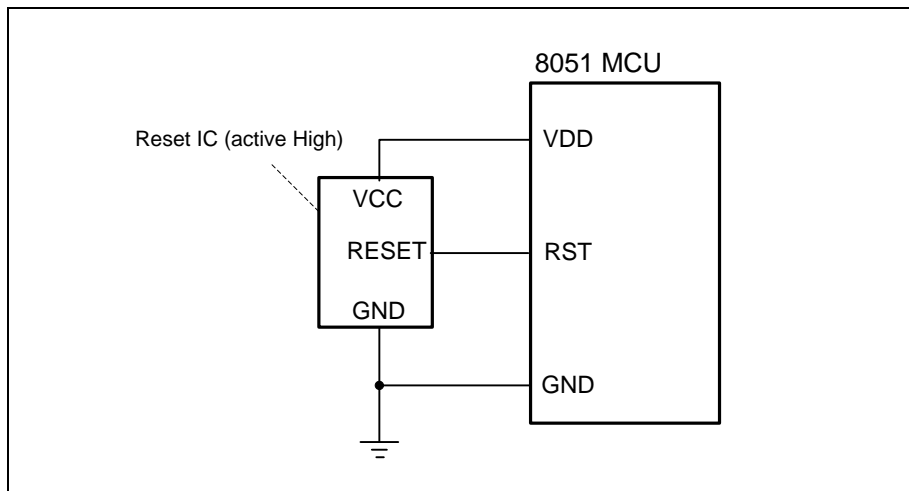 8051 MCU
Reset IC (active High)
VDD
VCC
RESET
RST
GND
GND